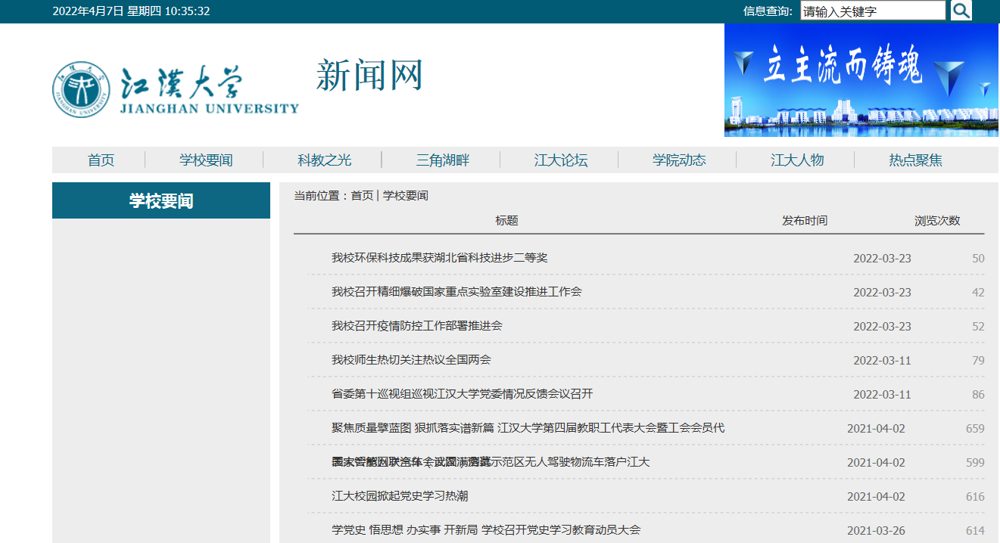 2022年4月7日 星期四 10:35:32
信息查询: 请输入关键字
江漢大学
JIANGHAN UNIVERSITY
新闻网
立主流而铸魂
首页 学校要闻 科教之光 三角湖畔 江大论坛 学院动态 江大人物 热点聚焦
学校要闻
当前位置：首页 | 学校要闻
标题 发布时间 浏览次数
我校环保科技成果获湖北省科技进步二等奖 2022-03-23 50
我校召开精细爆破国家重点实验室建设推进工作会 2022-03-23 42
我校召开疫情防控工作部署推进会 2022-03-23 52
我校师生热切关注热议全国两会 2022-03-11 79
省委第十巡视组巡视江汉大学党委情况反馈会议召开 2022-03-11 86
聚焦质量擘蓝图 狠抓落实谱新篇 江汉大学第四届教职工代表大会暨工会会员代 2021-04-02 659
国家智能网联汽车（武汉）测试示范区无人驾驶物流车落户江大 2021-04-02 599
江大校园掀起党史学习热潮 2021-04-02 616
学党史 悟思想 办实事 开新局 学校召开党史学习教育动员大会 2021-03-26 614